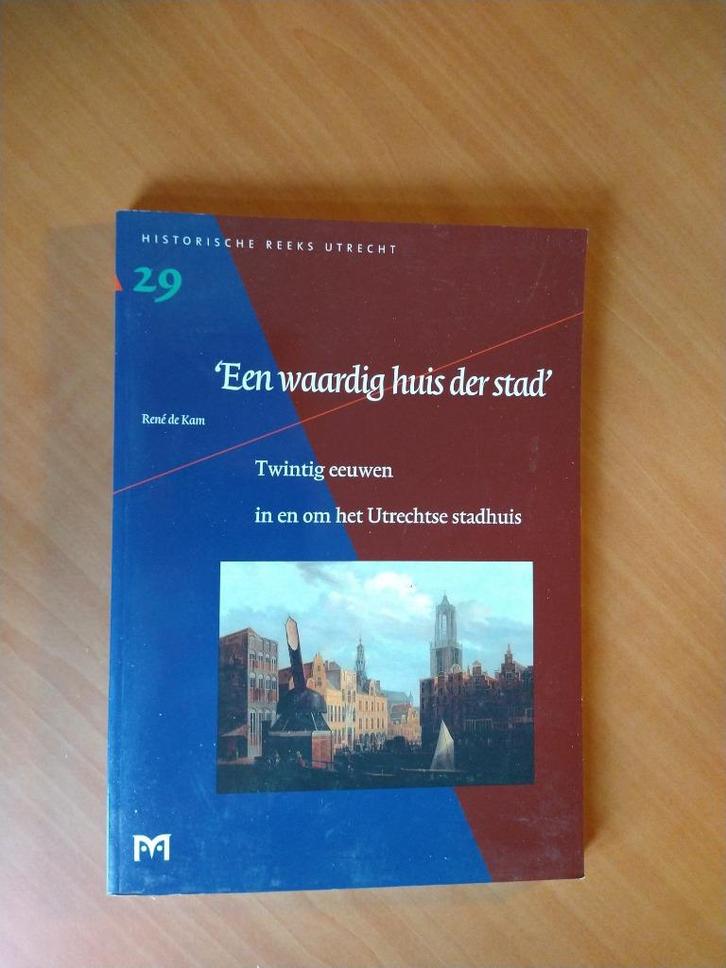 HISTORISCHE REEKS UTRECHT
29
‘Een waardig huis der stad’
René de Kam
Twintig eeuwen
in en om het Utrechtse stadhuis